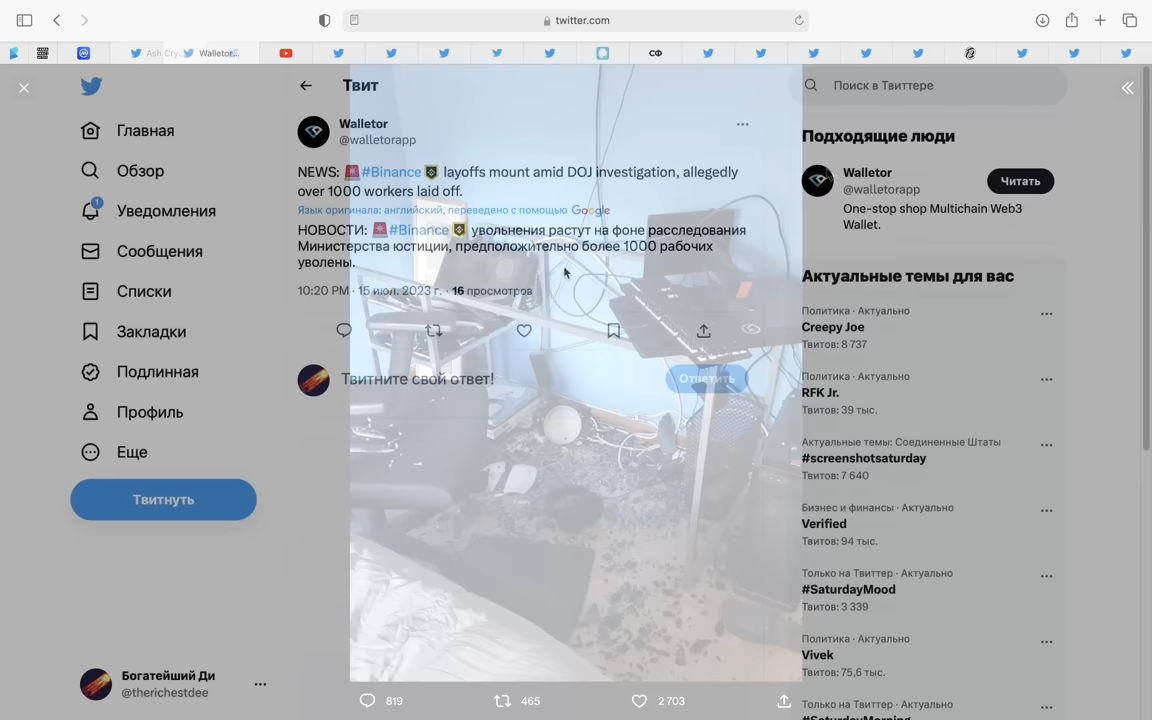 twitter.com
Ash Cry...
Walletor...
СФ
Твит
Поиск в Твиттере
Главная
Обзор
1
Уведомления
Сообщения
Списки
Закладки
Подлинная
Профиль
Еще
Твитнуть
Богатейший Ди
@therichestdee
Walletor
@walletorapp
NEWS: #Binance layoffs mount amid DOJ investigation, allegedly
over 1000 workers laid off.
Язык оригинала: английский, переведено с помощью Google
НОВОСТИ: #Binance увольнения растут на фоне расследования
Министерства юстиции, предположительно более 1000 рабочих
уволены.
10:20 PM · 15 июл. 2023 г. · 16 просмотров
Твитните свой ответ!
Ответить
819
465
2 703
Подходящие люди
Walletor
@walletorapp
Читать
One-stop shop Multichain Web3
Wallet.
Актуальные темы для вас
Политика · Актуально
Creepy Joe
Твитов: 8 737
Политика · Актуально
RFK Jr.
Твитов: 39 тыс.
Актуальные темы: Соединенные Штаты
#screenshotsaturday
Твитов: 7 640
Бизнес и финансы · Актуально
Verified
Твитов: 94 тыс.
Только на Твиттер · Актуально
#SaturdayMood
Твитов: 3 339
Политика · Актуально
Vivek
Твитов: 75,6 тыс.
Только на Твиттер · Актуально
#SaturdayMorning